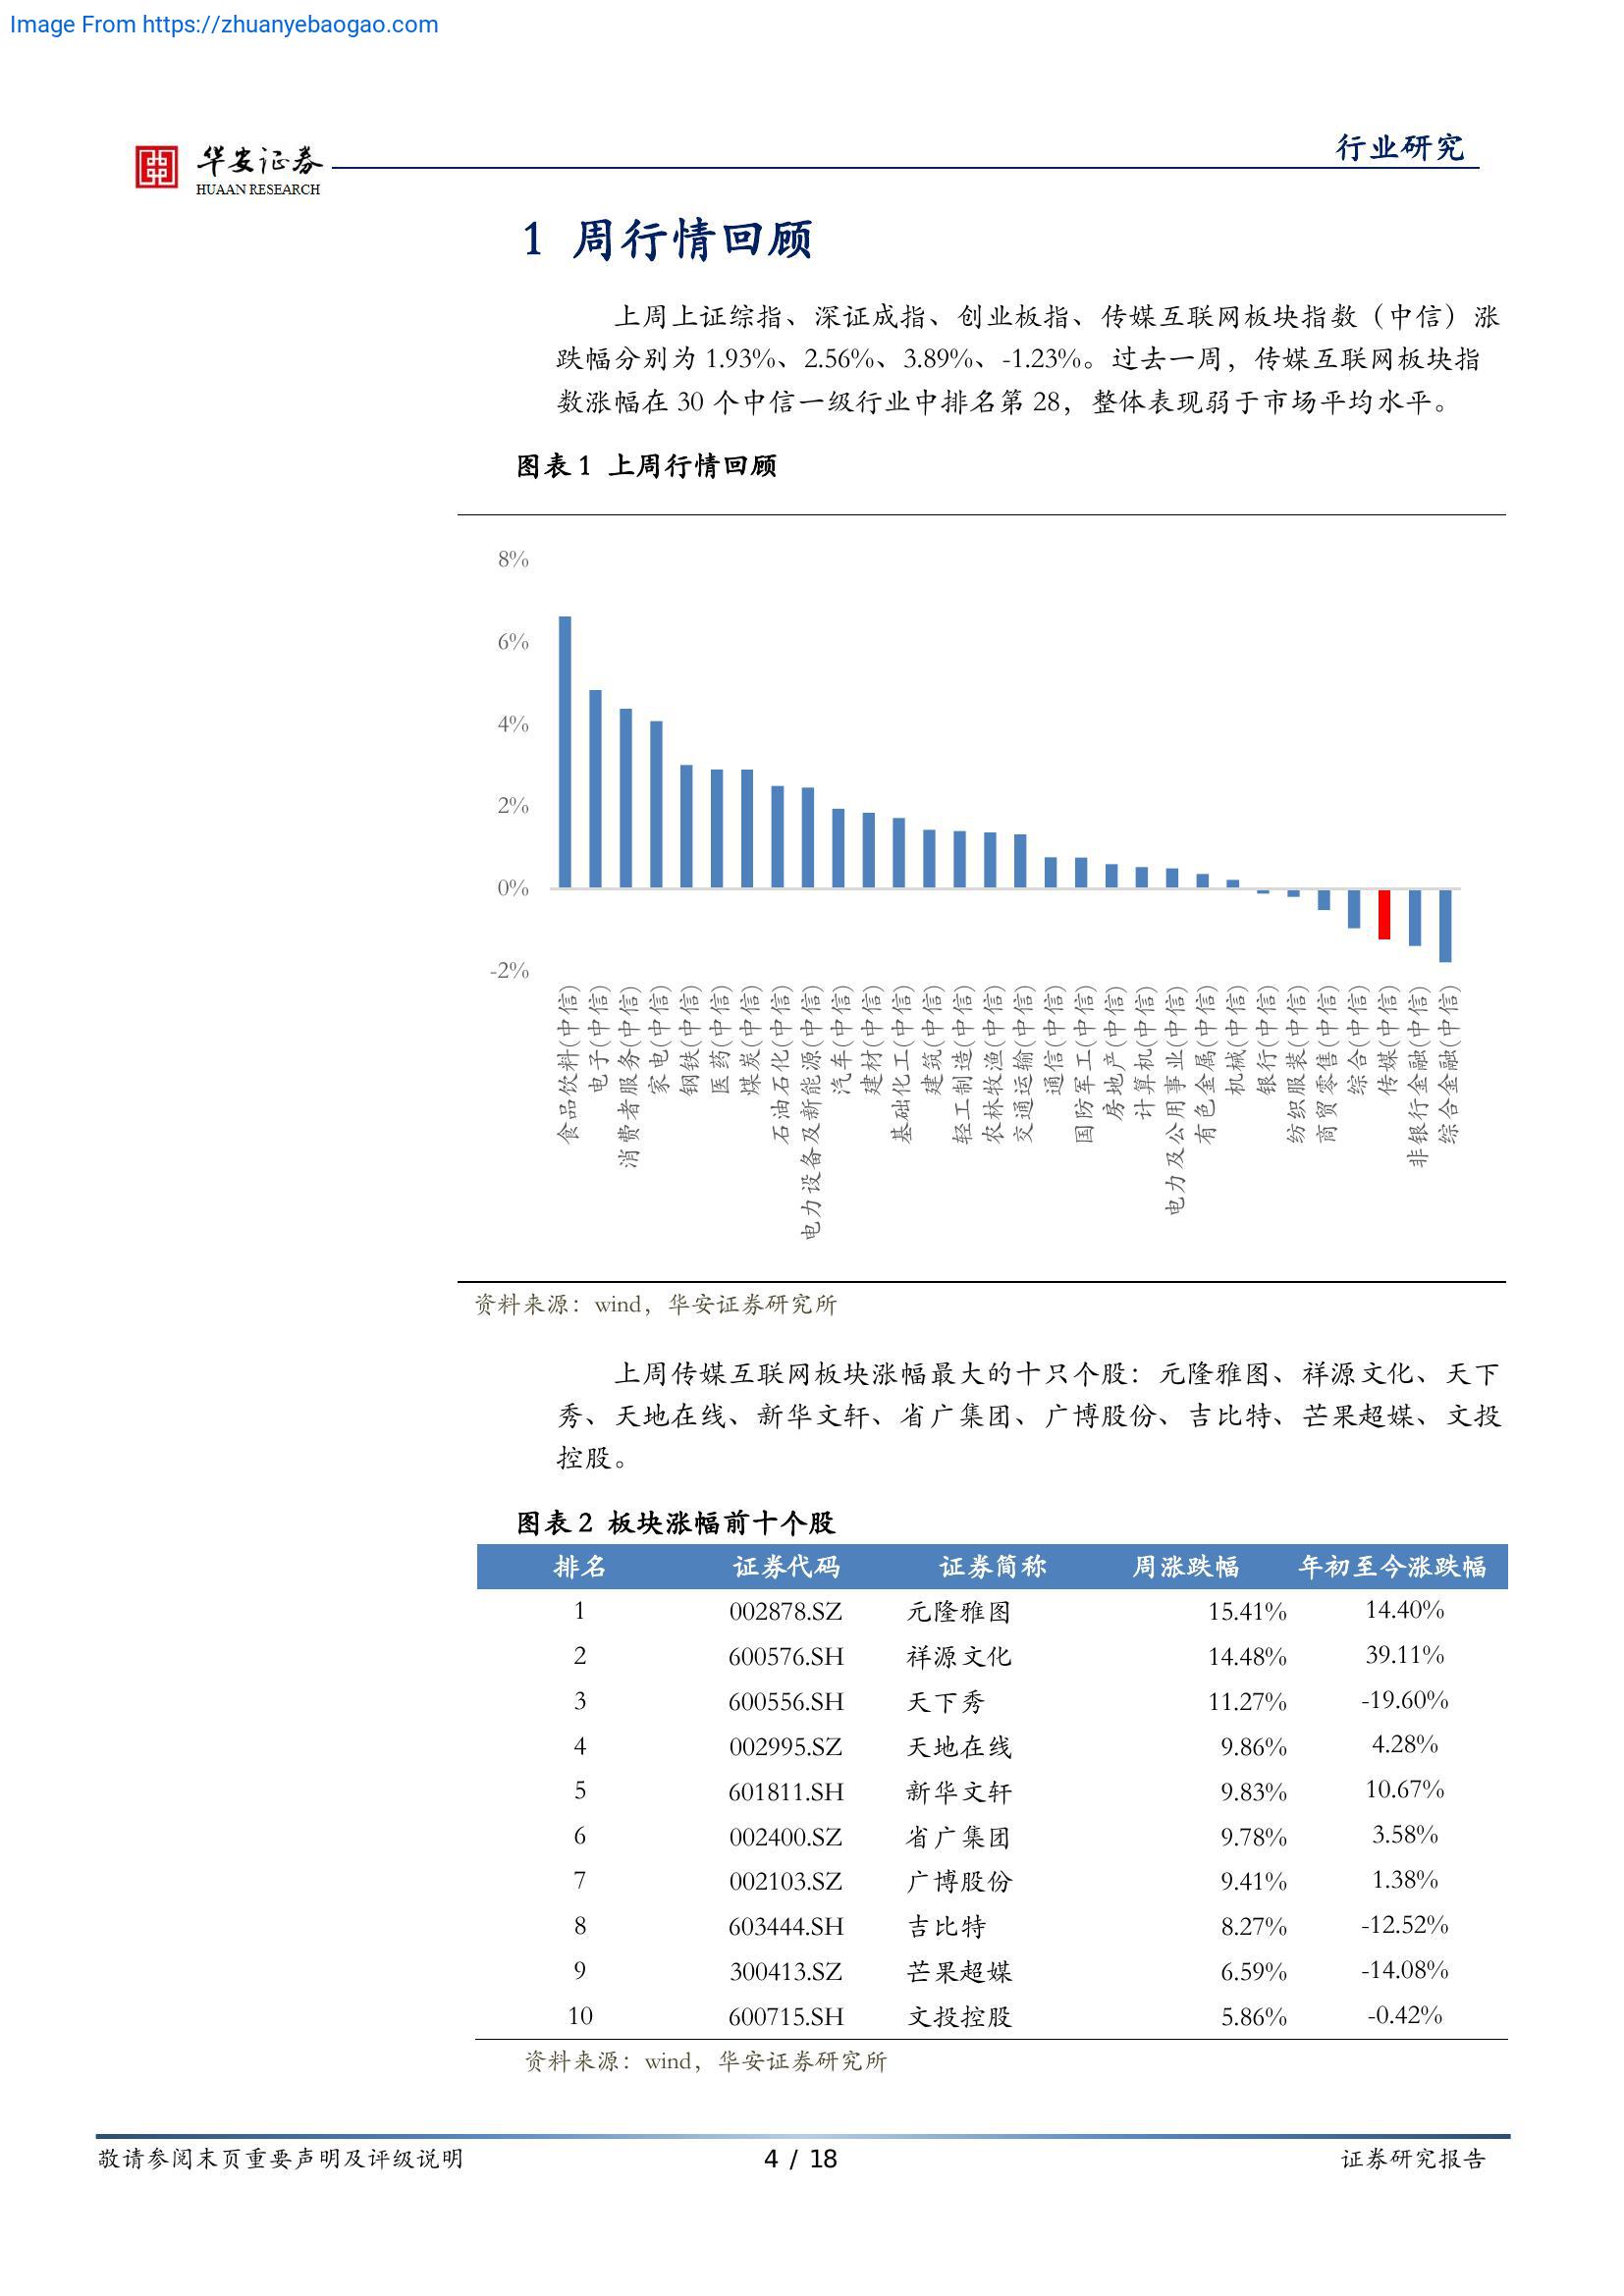 Image From https://zhuanyebaogao.com
华安证券
HUAAN RESEARCH
行业研究
1 周行情回顾
上周上证综指、深证成指、创业板指、传媒互联网板块指数（中信）涨
跌幅分别为 1.93%、2.56%、3.89%、-1.23%。过去一周，传媒互联网板块指
数涨幅在 30 个中信一级行业中排名第 28，整体表现弱于市场平均水平。
图表 1 上周行情回顾
8%
6%
4%
2%
0%
-2%
食品饮料(中信)
电子(中信)
消费者服务(中信)
家电(中信)
钢铁(中信)
医药(中信)
煤炭(中信)
石油石化(中信)
电力设备及新能源(中信)
汽车(中信)
建材(中信)
基础化工(中信)
建筑(中信)
轻工制造(中信)
农林牧渔(中信)
交通运输(中信)
通信(中信)
国防军工(中信)
房地产(中信)
计算机(中信)
电力及公用事业(中信)
有色金属(中信)
机械(中信)
银行(中信)
纺织服装(中信)
商贸零售(中信)
综合(中信)
传媒(中信)
非银行金融(中信)
综合金融(中信)
资料来源：wind，华安证券研究所
上周传媒互联网板块涨幅最大的十只个股：元隆雅图、祥源文化、天下
秀、天地在线、新华文轩、省广集团、广博股份、吉比特、芒果超媒、文投
控股。
图表 2 板块涨幅前十个股
排名 证券代码 证券简称 周涨跌幅 年初至今涨跌幅
1 002878.SZ 元隆雅图 15.41% 14.40%
2 600576.SH 祥源文化 14.48% 39.11%
3 600556.SH 天下秀 11.27% -19.60%
4 002995.SZ 天地在线 9.86% 4.28%
5 601811.SH 新华文轩 9.83% 10.67%
6 002400.SZ 省广集团 9.78% 3.58%
7 002103.SZ 广博股份 9.41% 1.38%
8 603444.SH 吉比特 8.27% -12.52%
9 300413.SZ 芒果超媒 6.59% -14.08%
10 600715.SH 文投控股 5.86% -0.42%
资料来源：wind，华安证券研究所
敬请参阅末页重要声明及评级说明 4 / 18 证券研究报告